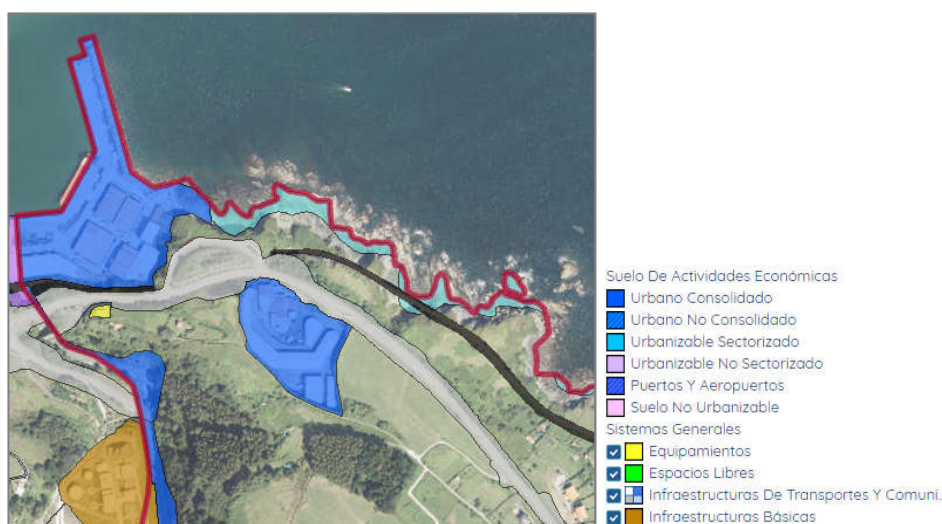 Suelo De Actividades Económicas
Urbano Consolidado
Urbano No Consolidado
Urbanizable Sectorizado
Urbanizable No Sectorizado
Puertos Y Aeropuertos
Suelo No Urbanizable
Sistemas Generales
Equipamientos
Espacios Libres
Infraestructuras De Transportes Y Comuni...
Infraestructuras Básicas